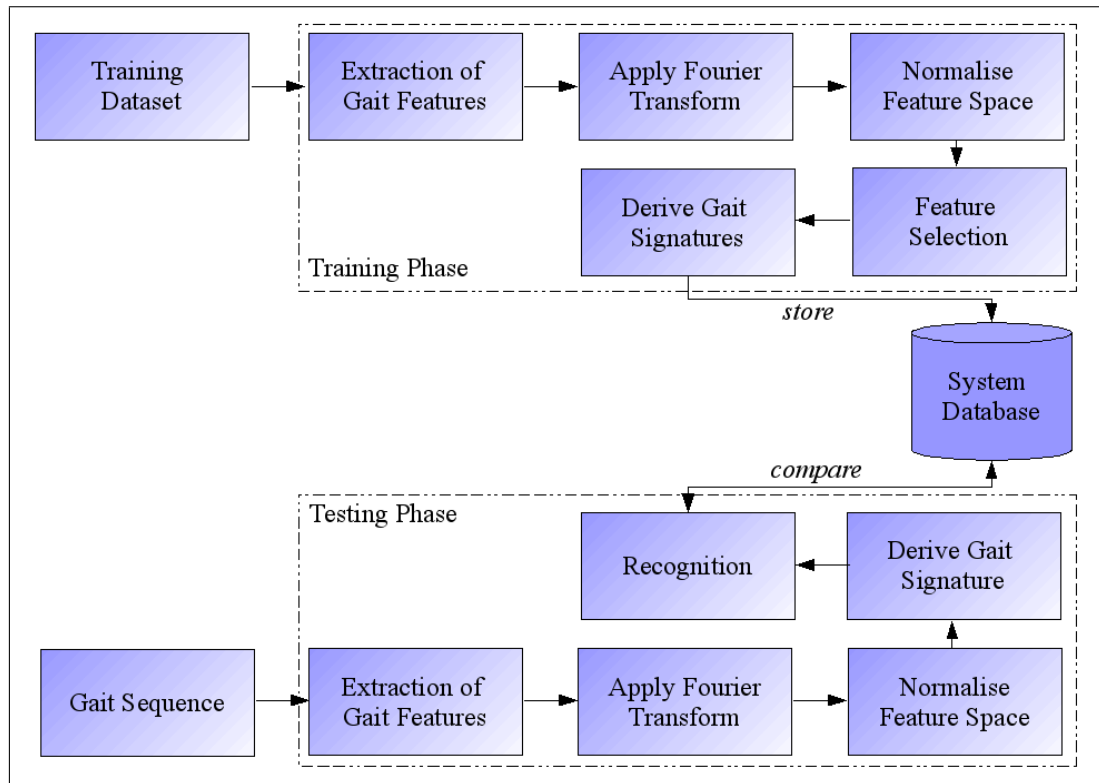 Training
Dataset
Extraction of
Gait Features
Apply Fourier
Transform
Normalise
Feature Space
Derive Gait
Signatures
Feature
Selection
Training Phase
store
System
Database
compare
Testing Phase
Recognition
Derive Gait
Signature
Gait Sequence
Extraction of
Gait Features
Apply Fourier
Transform
Normalise
Feature Space